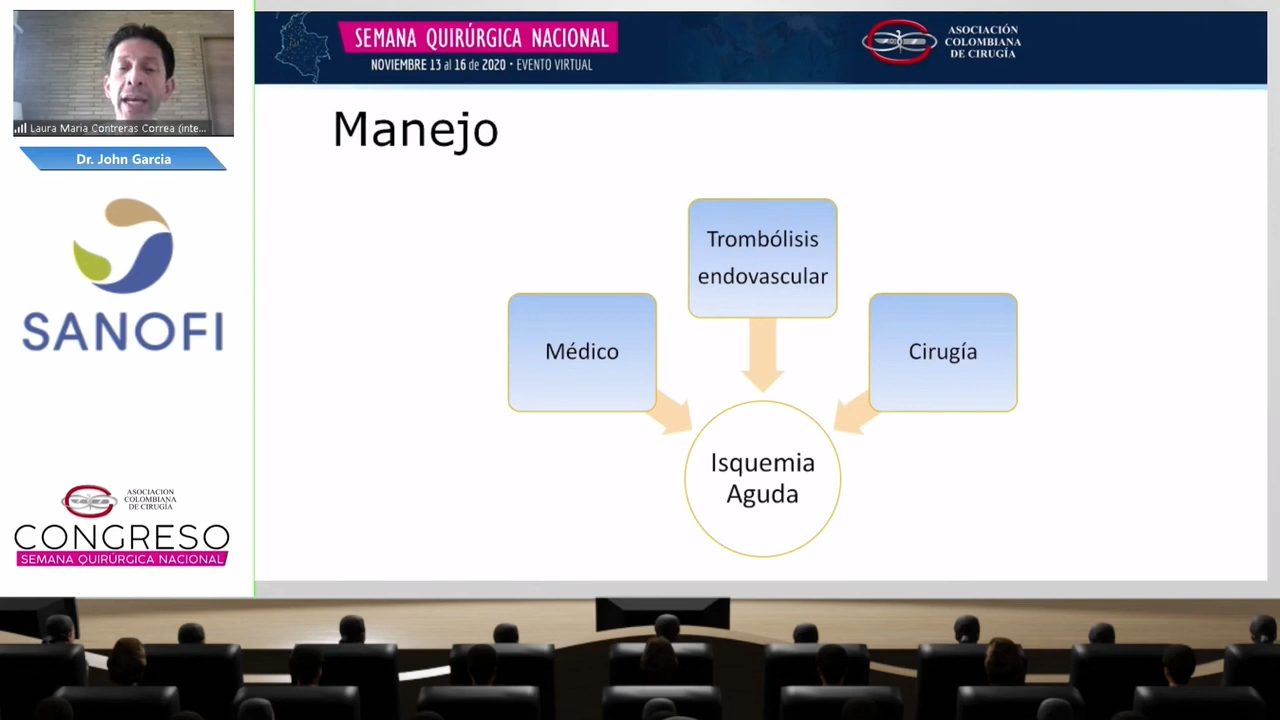 Laura Maria Contreras Correa (inte...
Dr. John Garcia
SANOFI
ASOCIACION
COLOMBIANA
DE CIRUGÍA
CONGRESO
SEMANA QUIRÚRGICA NACIONAL
SEMANA QUIRÚRGICA NACIONAL
NOVIEMBRE 13 al 16 de 2020 • EVENTO VIRTUAL
ASOCIACIÓN
COLOMBIANA
DE CIRUGÍA
Manejo
Trombólisis
endovascular
Médico
Cirugía
Isquemia
Aguda